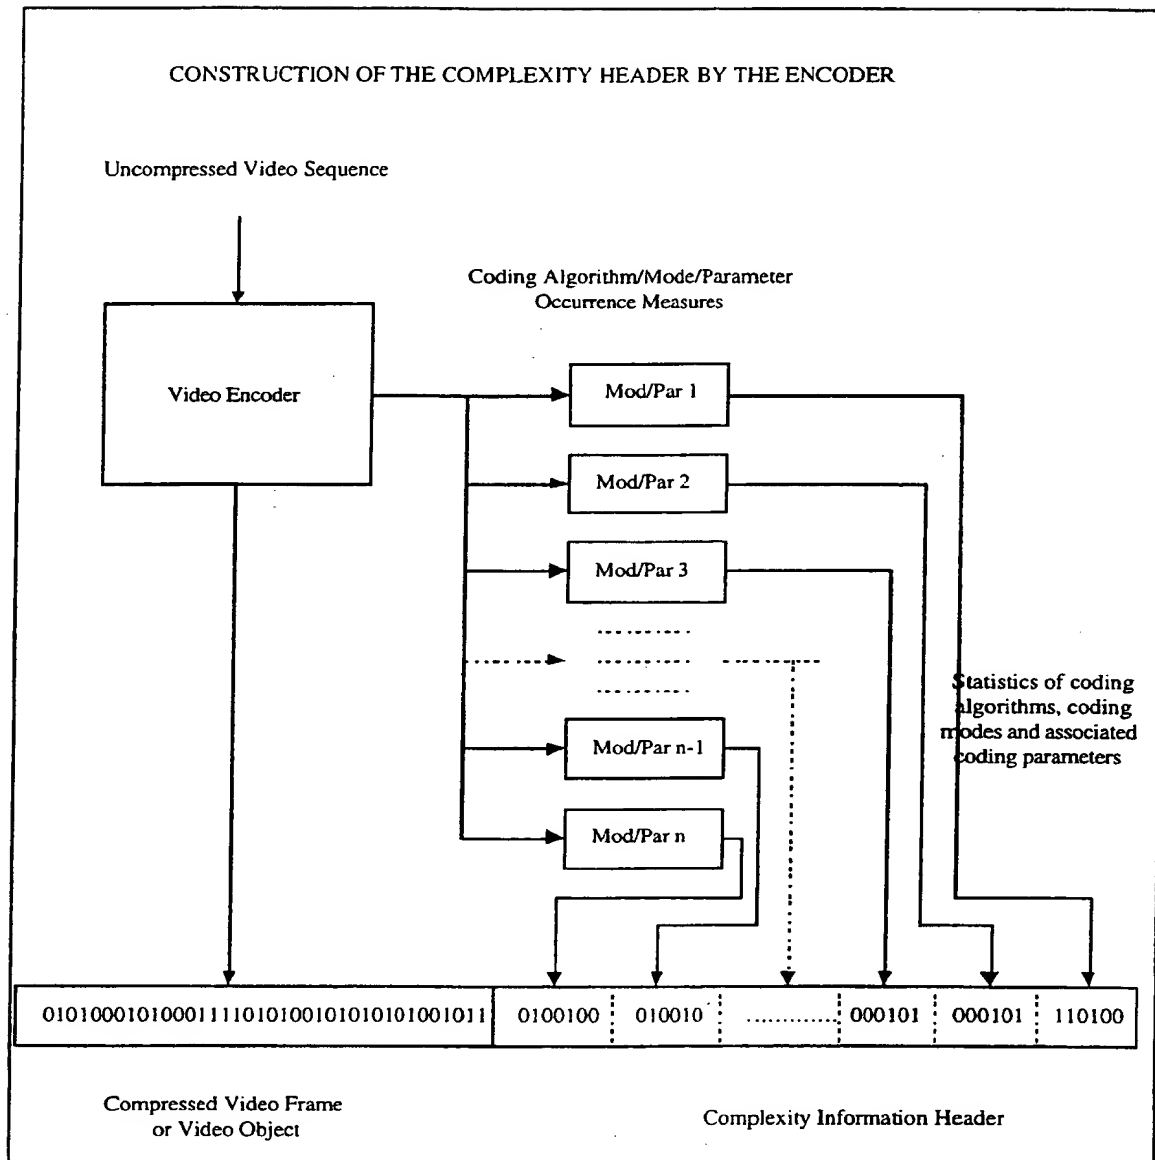 CONSTRUCTION OF THE COMPLEXITY HEADER BY THE ENCODER
Uncompressed Video Sequence
Coding Algorithm/Mode/Parameter
Occurrence Measures
Video Encoder
Mod/Par 1
Mod/Par 2
Mod/Par 3
Statistics of coding
algorithms, coding
modes and associated
coding parameters
Mod/Par n-1
Mod/Par n
0101000101000111101010010101010101001011
0100100
010010
.............
000101
000101
110100
Compressed Video Frame
or Video Object
Complexity Information Header